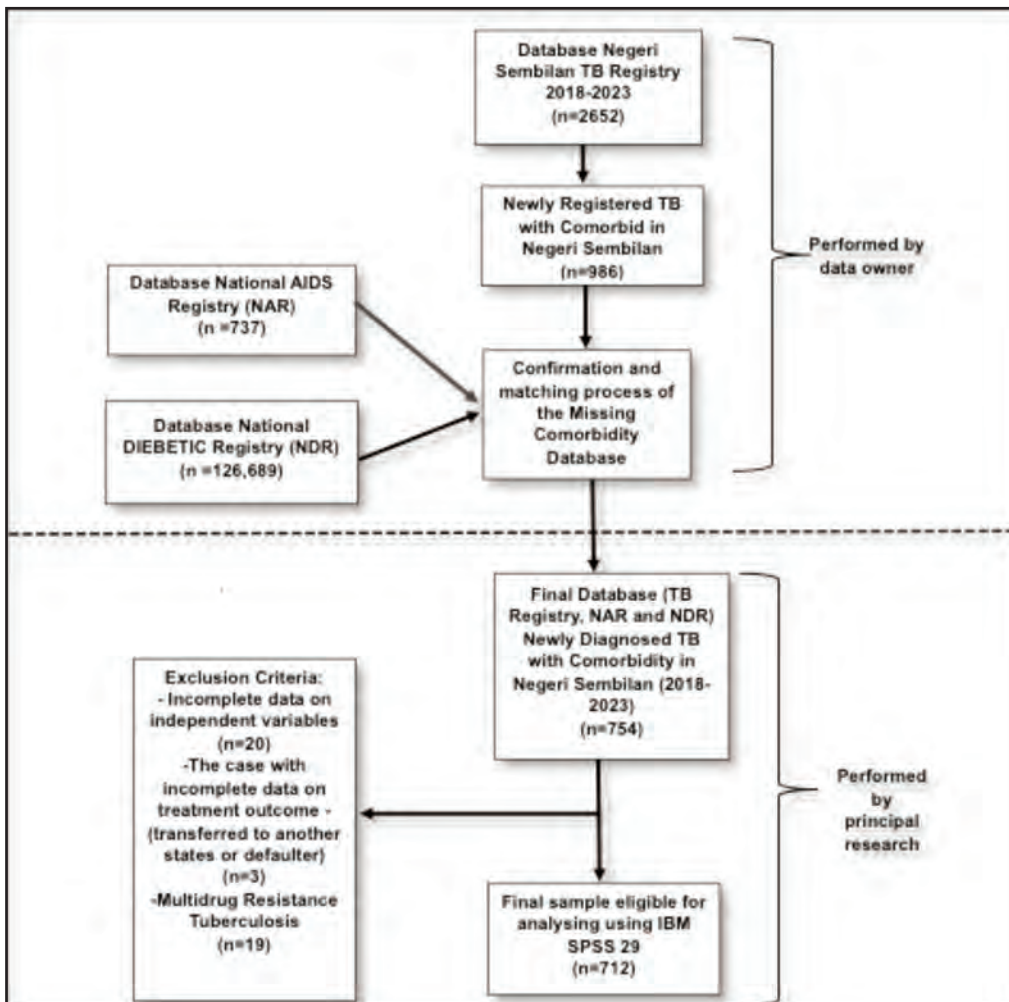 Database Negeri
Sembilan TB Registry
2018-2023
(n=2652)
Newly Registered TB
with Comorbid in
Negeri Sembilan
(n=986)
Performed by
data owner
Database National AIDS
Registry (NAR)
(n =737)
Confirmation and
matching process of
the Missing
Comorbidity
Database
Database National
DIEBETIC Registry (NDR)
(n =126,689)
Final Database (TB
Registry, NAR and NDR)
Newly Diagnosed TB
with Comorbidity in
Negeri Sembilan (2018-
2023)
(n=754)
Exclusion Criteria:
- Incomplete data on
independent variables
(n=20)
-The case with
incomplete data on
treatment outcome -
(transferred to another
states or defaulter)
(n=3)
-Multidrug Resistance
Tuberculosis
(n=19)
Performed
by
principal
research
Final sample eligible for
analysing using IBM
SPSS 29
(n=712)